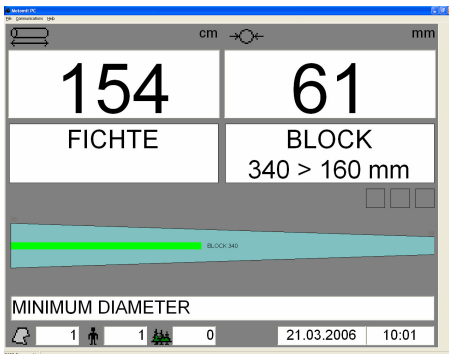 Motomit PC
File Communications Help
cm mm
154 61
FICHTE BLOCK
340 > 160 mm
BLOCK 340
MINIMUM DIAMETER
1 1 0 21.03.2006 10:01